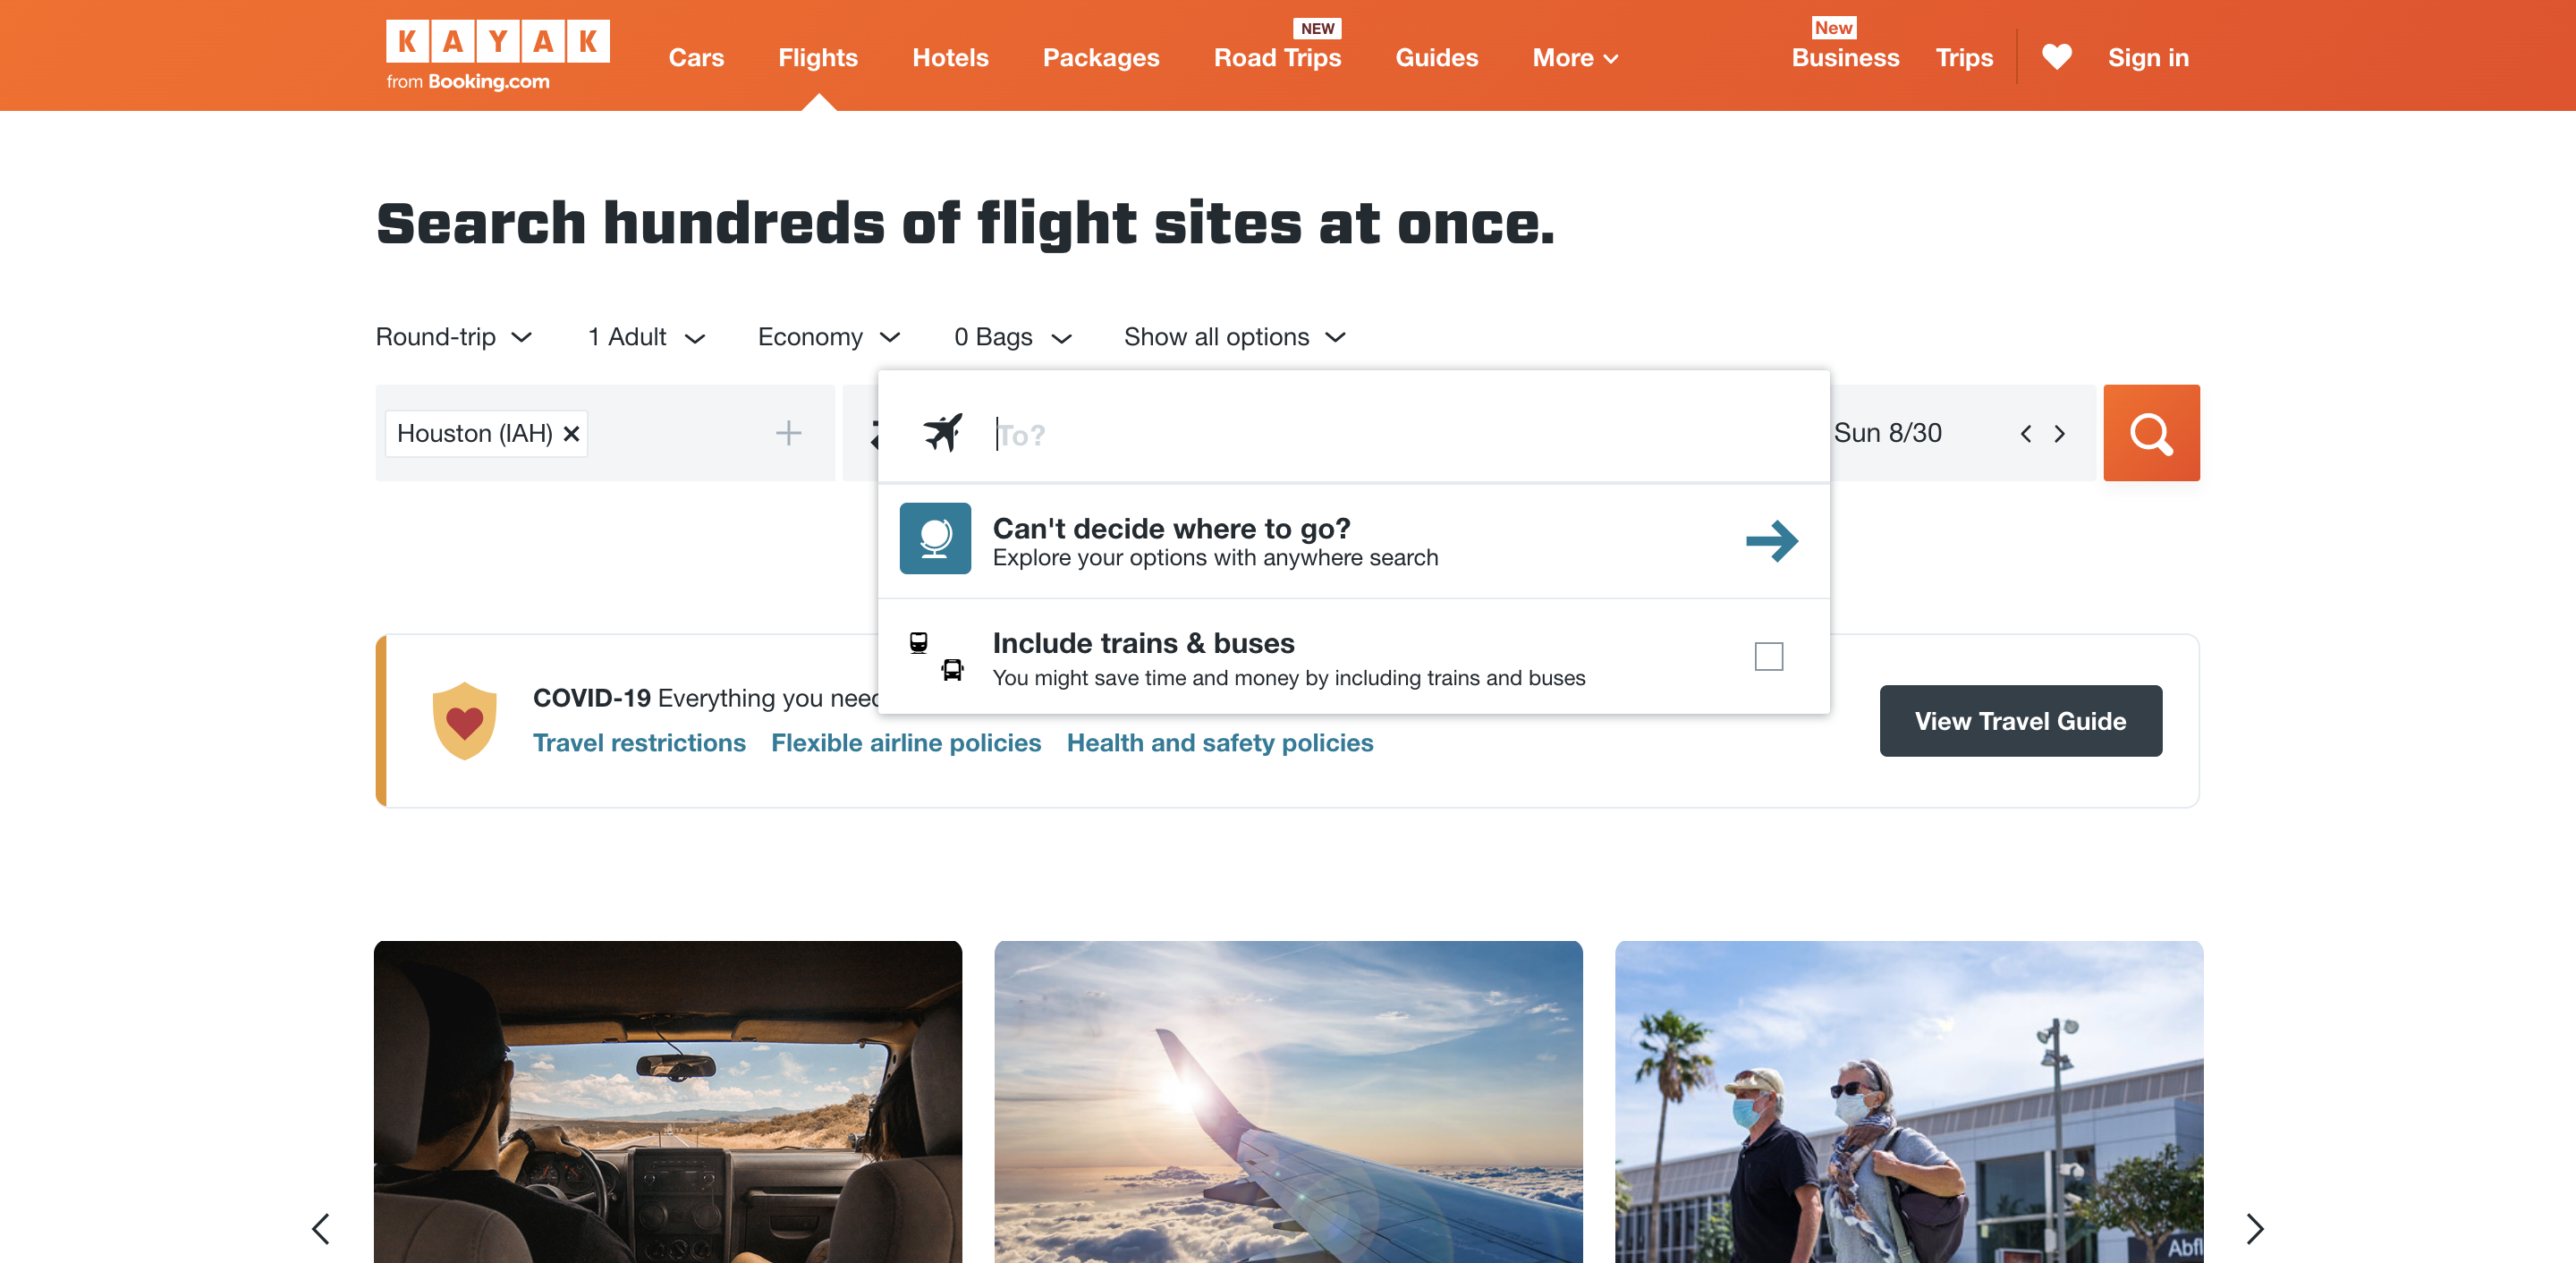 KAYAK
from Booking.com
Cars
Flights
Hotels
Packages
NEW
Road Trips
Guides
More
New
Business
Trips
Sign in
Search hundreds of flight sites at once.
Round-trip
1 Adult
Economy
0 Bags
Show all options
Houston (IAH)
To?
Sun 8/30
Can't decide where to go?
Explore your options with anywhere search
Include trains & buses
You might save time and money by including trains and buses
COVID-19 Everything you need
Travel restrictions Flexible airline policies Health and safety policies
View Travel Guide